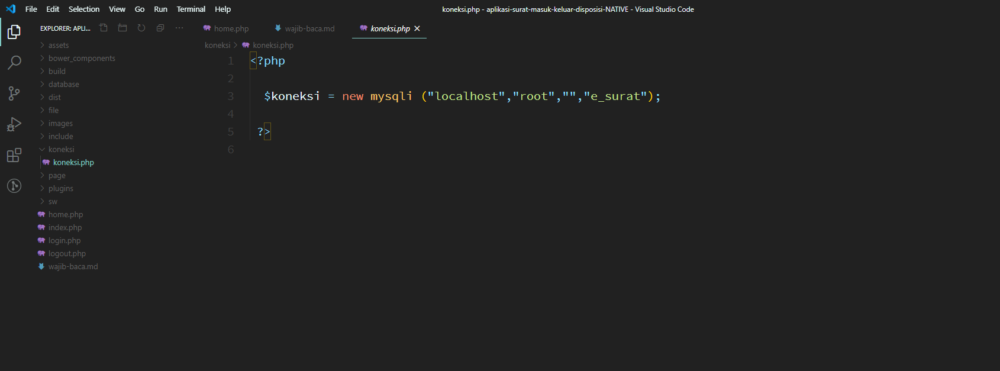 File Edit Selection View Go Run Terminal Help koneksi.php - aplikasi-surat-masuk-keluar-disposisi-NATIVE - Visual Studio Code
EXPLORER: APLI...
assets
bower_components
build
database
dist
file
images
include
koneksi
koneksi.php
page
plugins
sw
home.php
index.php
login.php
logout.php
wajib-baca.md
home.php wajib-baca.md koneksi.php
koneksi > koneksi.php
1 <?php
2
3 $koneksi = new mysqli ("localhost","root","","e_surat");
4
5 ?>
6